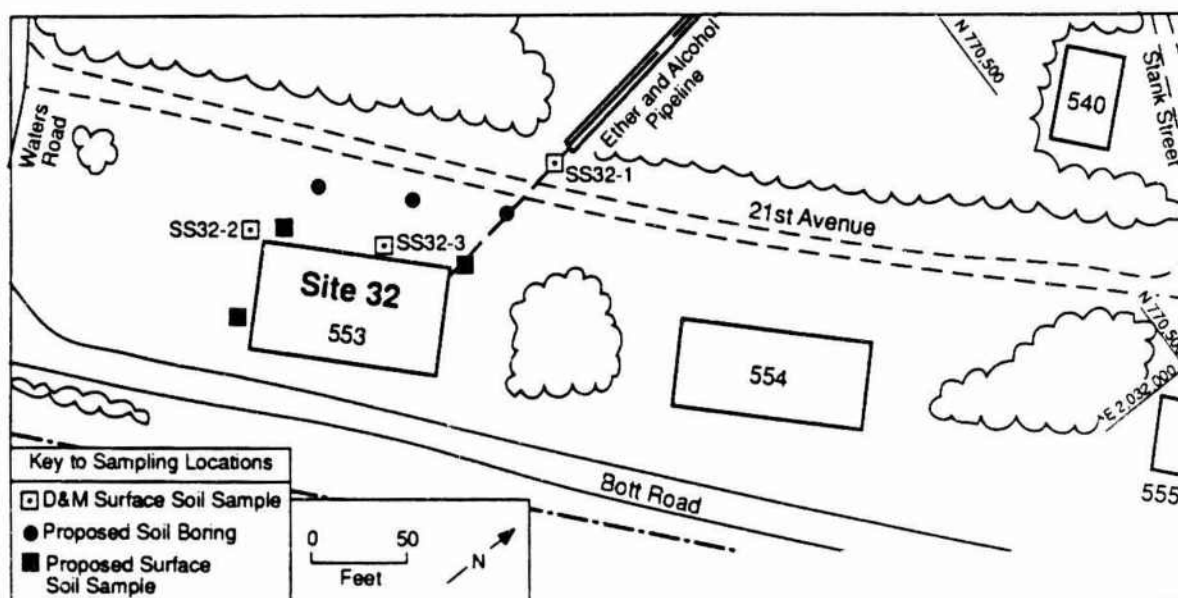 N 770,500
Stank Street
540
Ether and Alcohol
Pipeline
Waters
Road
SS32-1
21st Avenue
SS32-2
SS32-3
Site 32
553
554
N 770,500
E 2,032,000
555
Bott Road
Key to Sampling Locations
D&M Surface Soil Sample
Proposed Soil Boring
Proposed Surface
Soil Sample
0 50
Feet
N